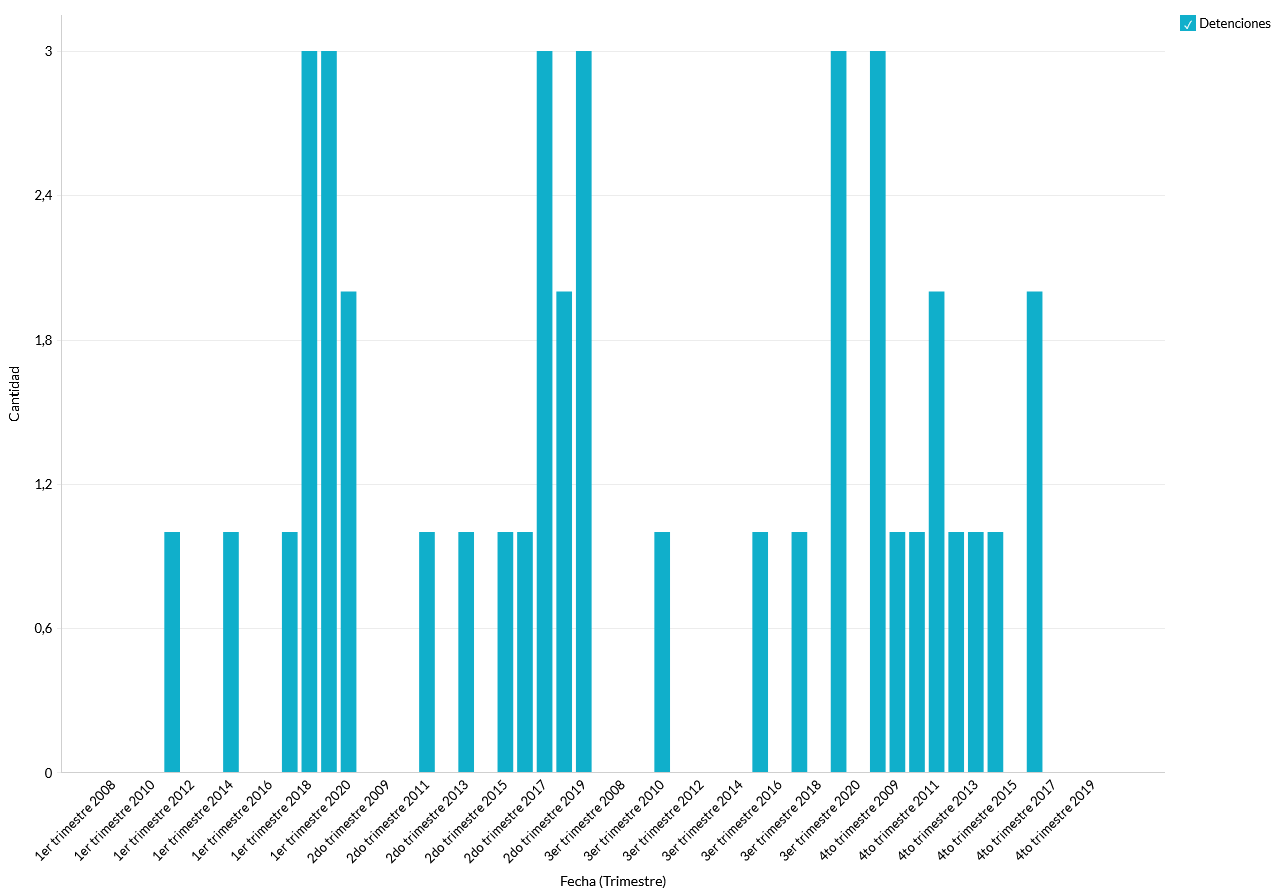 Detenciones
3
2,4
1,8
1,2
0,6
0
Cantidad
1er trimestre 2008
1er trimestre 2010
1er trimestre 2012
1er trimestre 2014
1er trimestre 2016
1er trimestre 2018
1er trimestre 2020
2do trimestre 2009
2do trimestre 2011
2do trimestre 2013
2do trimestre 2015
2do trimestre 2017
2do trimestre 2019
3er trimestre 2008
3er trimestre 2010
3er trimestre 2012
3er trimestre 2014
3er trimestre 2016
3er trimestre 2018
3er trimestre 2020
4to trimestre 2009
4to trimestre 2011
4to trimestre 2013
4to trimestre 2015
4to trimestre 2017
4to trimestre 2019
Fecha (Trimestre)